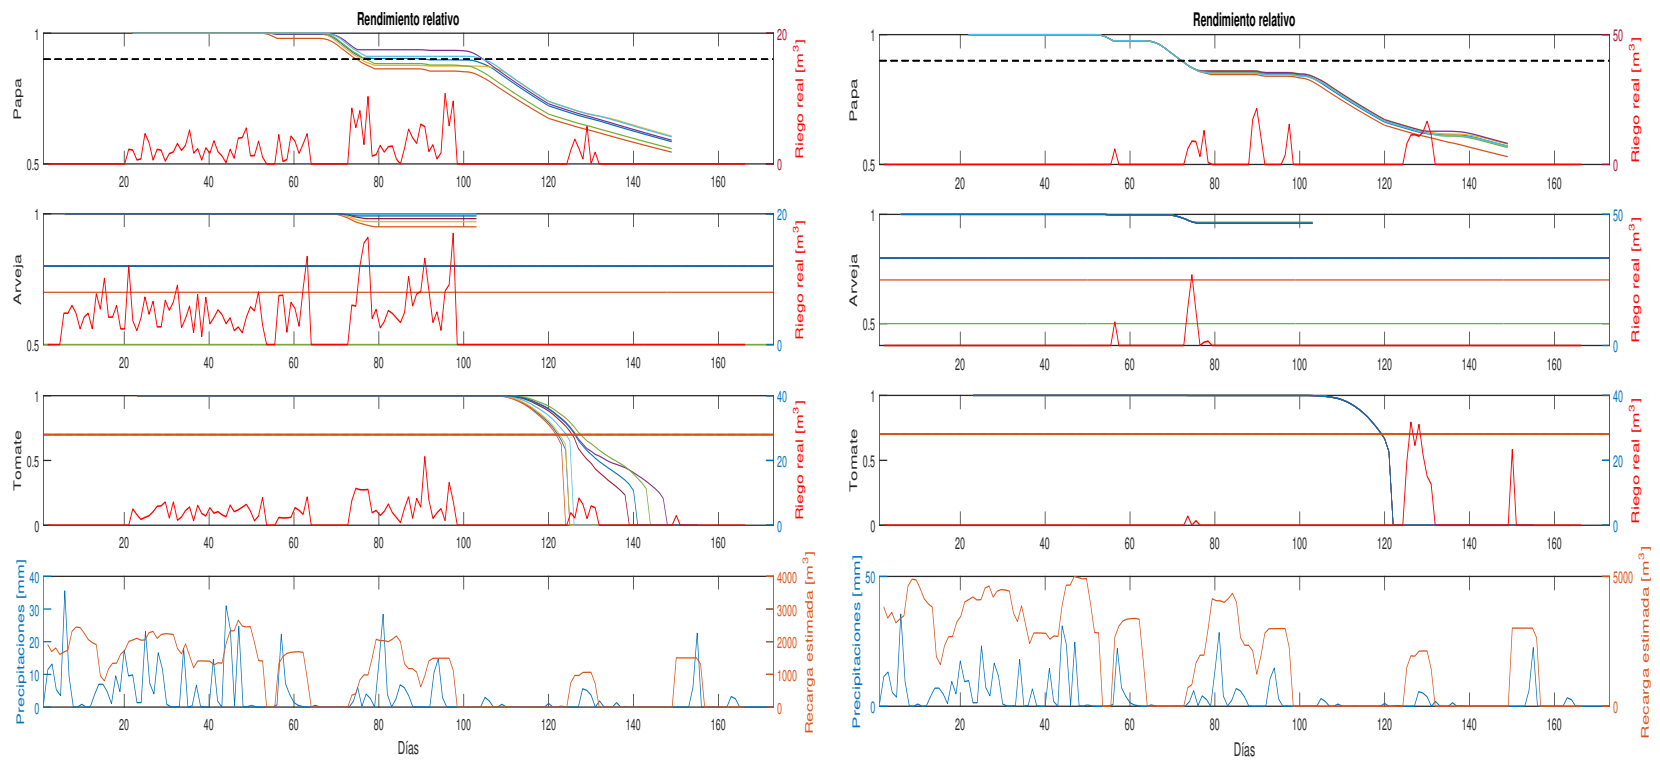 Rendimiento relativo
1
0.5
Papa
20
0
Riego real [m³]
20 40 60 80 100 120 140 160
1
0.5
Arveja
20
0
Riego real [m³]
20 40 60 80 100 120 140 160
1
0.5
0
Tomate
40
20
0
Riego real [m³]
20 40 60 80 100 120 140 160
40
30
20
10
0
Precipitaciones [mm]
4000
3000
2000
1000
0
Recarga estimada [m³]
20 40 60 80 100 120 140 160
Días
Rendimiento relativo
1
0.5
Papa
50
0
Riego real [m³]
20 40 60 80 100 120 140 160
1
0.5
Arveja
50
0
Riego real [m³]
20 40 60 80 100 120 140 160
1
0.5
0
Tomate
40
20
0
Riego real [m³]
20 40 60 80 100 120 140 160
50
0
Precipitaciones [mm]
5000
0
Recarga estimada [m³]
20 40 60 80 100 120 140 160
Días